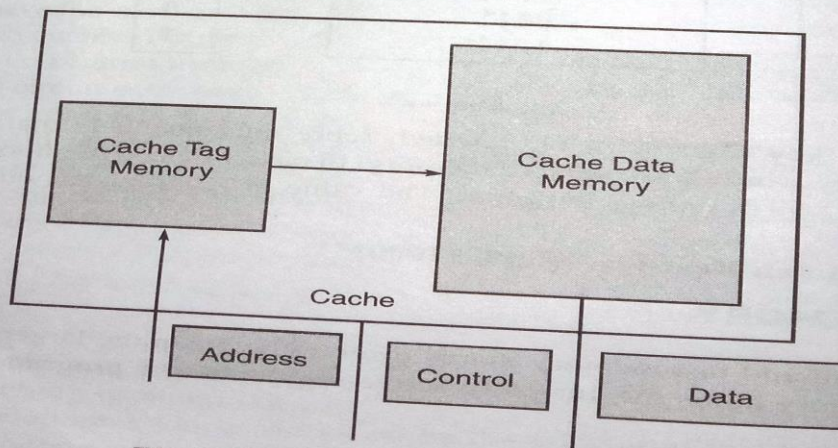 Cache Tag
Memory
Cache Data
Memory
Cache
Address
Control
Data